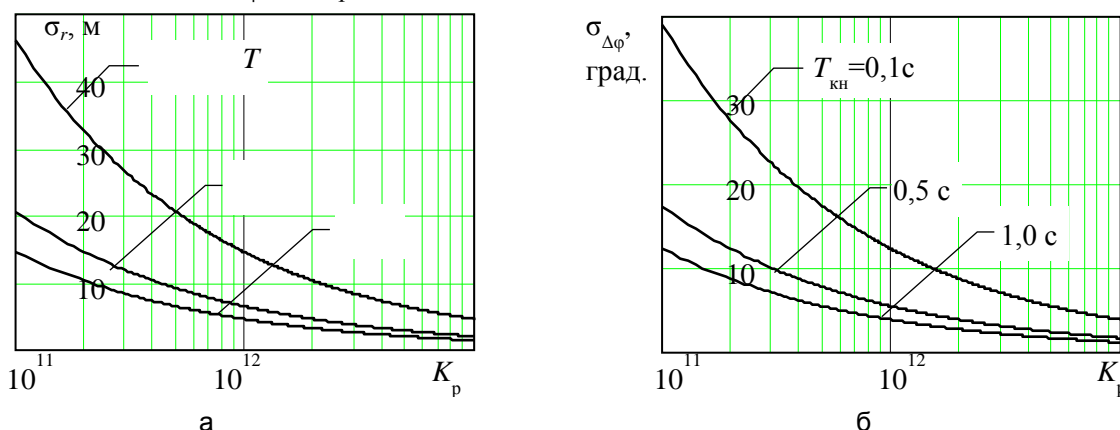 σr, м
T
40
30
20
10
10^11
10^12
Kр
а
σΔφ,
град.
Tкн=0,1с
30
0,5 с
20
1,0 с
10
10^11
10^12
Kр
б